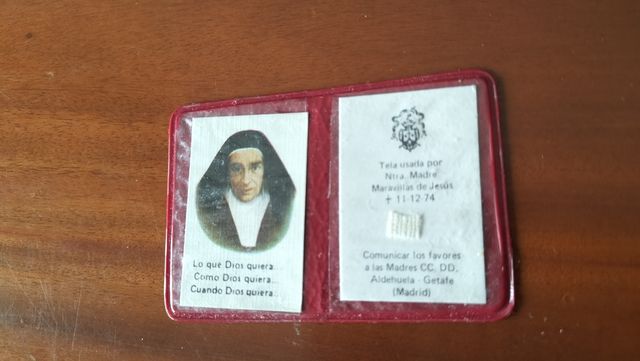 Lo que Dios quiera...
Como Dios quiera...
Cuando Dios quiera...
Tela usada por
Ntra. Madre
Maravillas de Jesús
+ 11-12-74
Comunicar los favores
a las Madres CC. DD.
Aldehuela - Getafe
(Madrid)